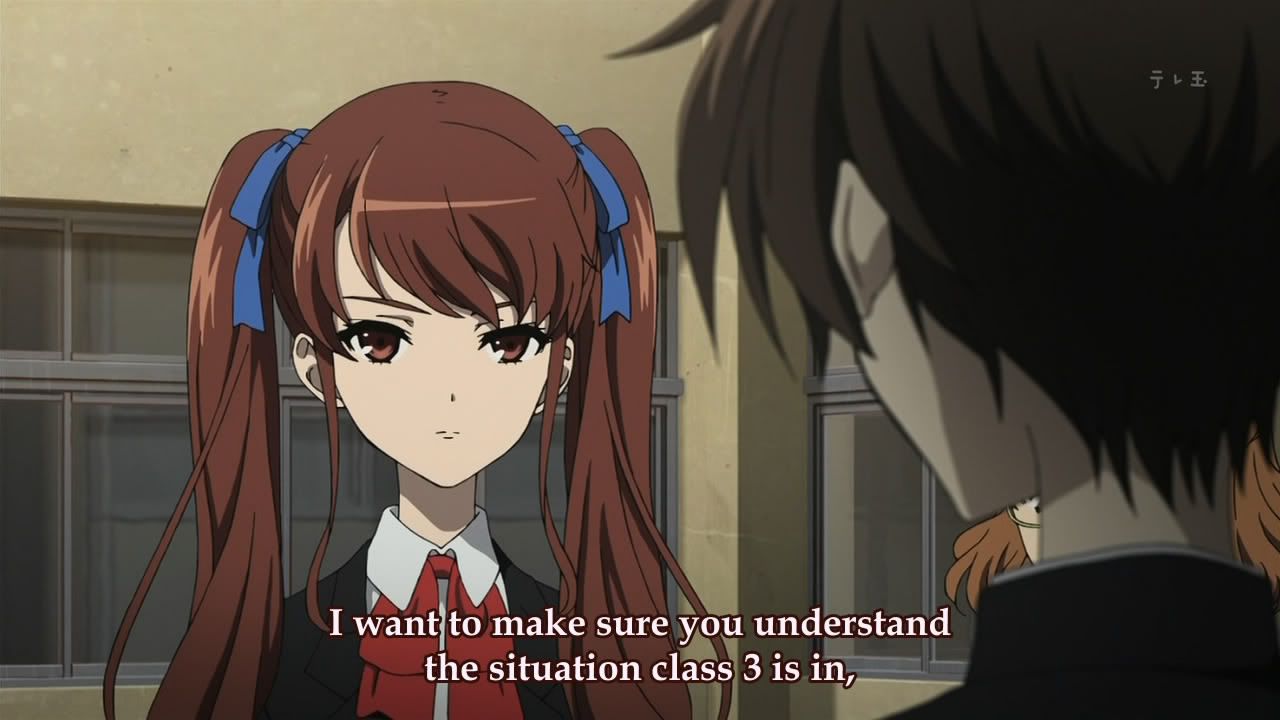 テレ玉
I want to make sure you understand
the situation class 3 is in,